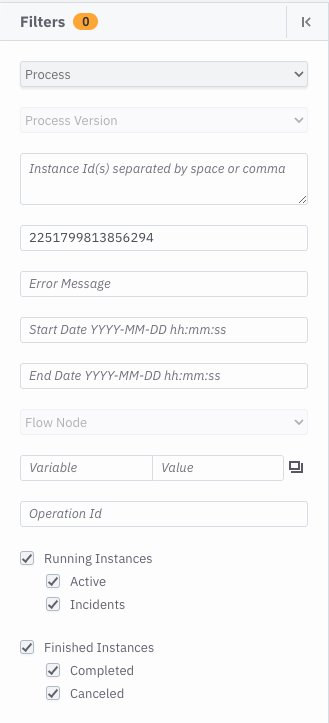 Filters 0
Process
Process Version
Instance Id(s) separated by space or comma
2251799813856294
Error Message
Start Date YYYY-MM-DD hh:mm:ss
End Date YYYY-MM-DD hh:mm:ss
Flow Node
Variable Value
Operation Id
Running Instances
Active
Incidents
Finished Instances
Completed
Canceled